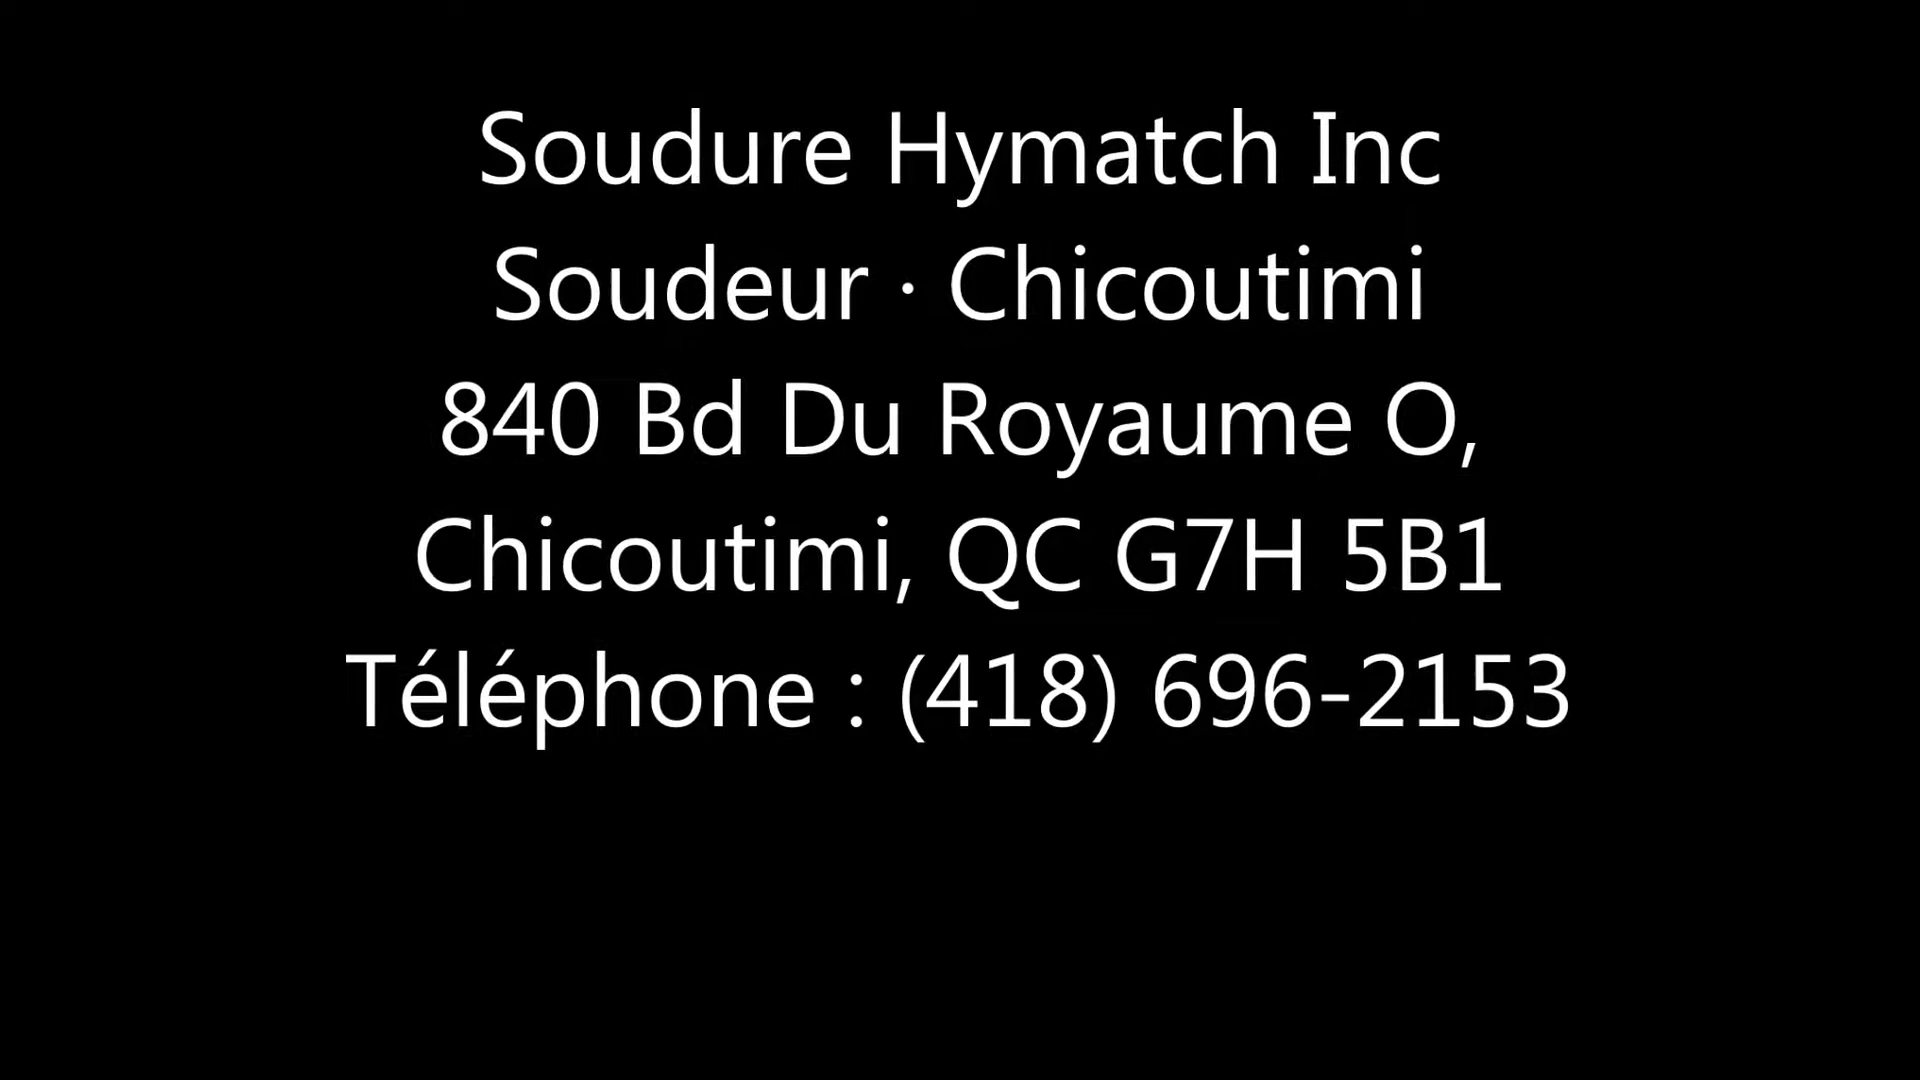 Soudure Hymatch Inc
Soudeur · Chicoutimi
840 Bd Du Royaume O,
Chicoutimi, QC G7H 5B1
Téléphone : (418) 696-2153